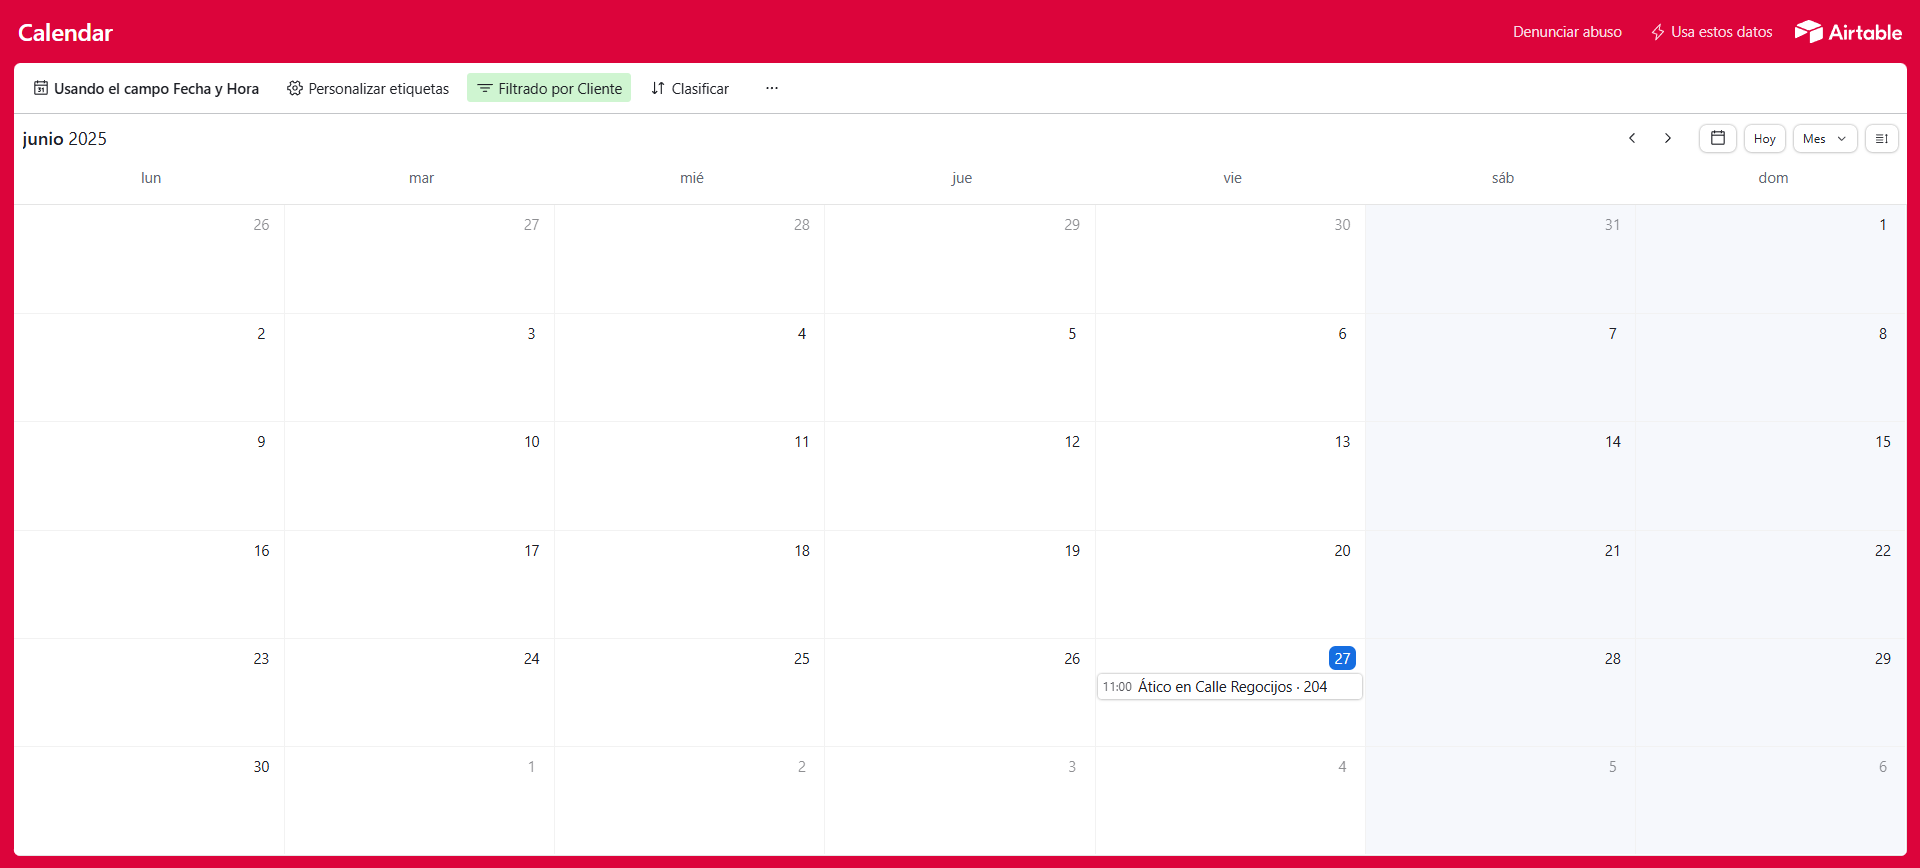 Calendar
Denunciar abuso
Usa estos datos
Airtable
Usando el campo Fecha y Hora
Personalizar etiquetas
Filtrado por Cliente
Clasificar
...
junio 2025
Hoy
Mes
lun mar mié jue vie sáb dom
26 27 28 29 30 31 1
2 3 4 5 6 7 8
9 10 11 12 13 14 15
16 17 18 19 20 21 22
23 24 25 26 27 28 29
11:00 Ático en Calle Regocijos · 204
30 1 2 3 4 5 6